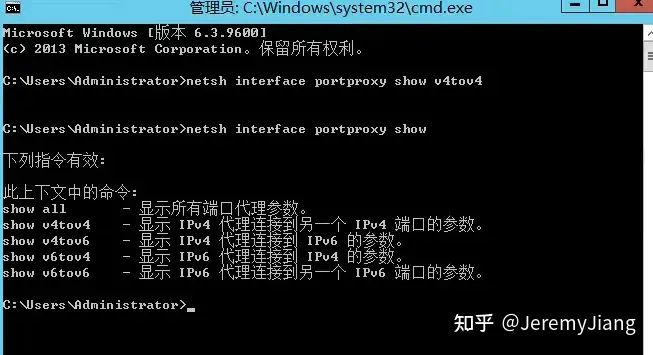 管理员: C:\Windows\system32\cmd.exe
Microsoft Windows [版本 6.3.9600]
(c) 2013 Microsoft Corporation。保留所有权利。
C:\Users\Administrator>netsh interface portproxy show v4tov4
C:\Users\Administrator>netsh interface portproxy show
下列指令有效:
此上下文中的命令:
show all       - 显示所有端口代理参数。
show v4tov4    - 显示 IPv4 代理连接到另一个 IPv4 端口的参数。
show v4tov6    - 显示 IPv4 代理连接到 IPv6 的参数。
show v6tov4    - 显示 IPv6 代理连接到 IPv4 的参数。
show v6tov6    - 显示 IPv6 代理连接到另一个 IPv6 端口的参数。
C:\Users\Administrator>_
知乎 @JeremyJiang